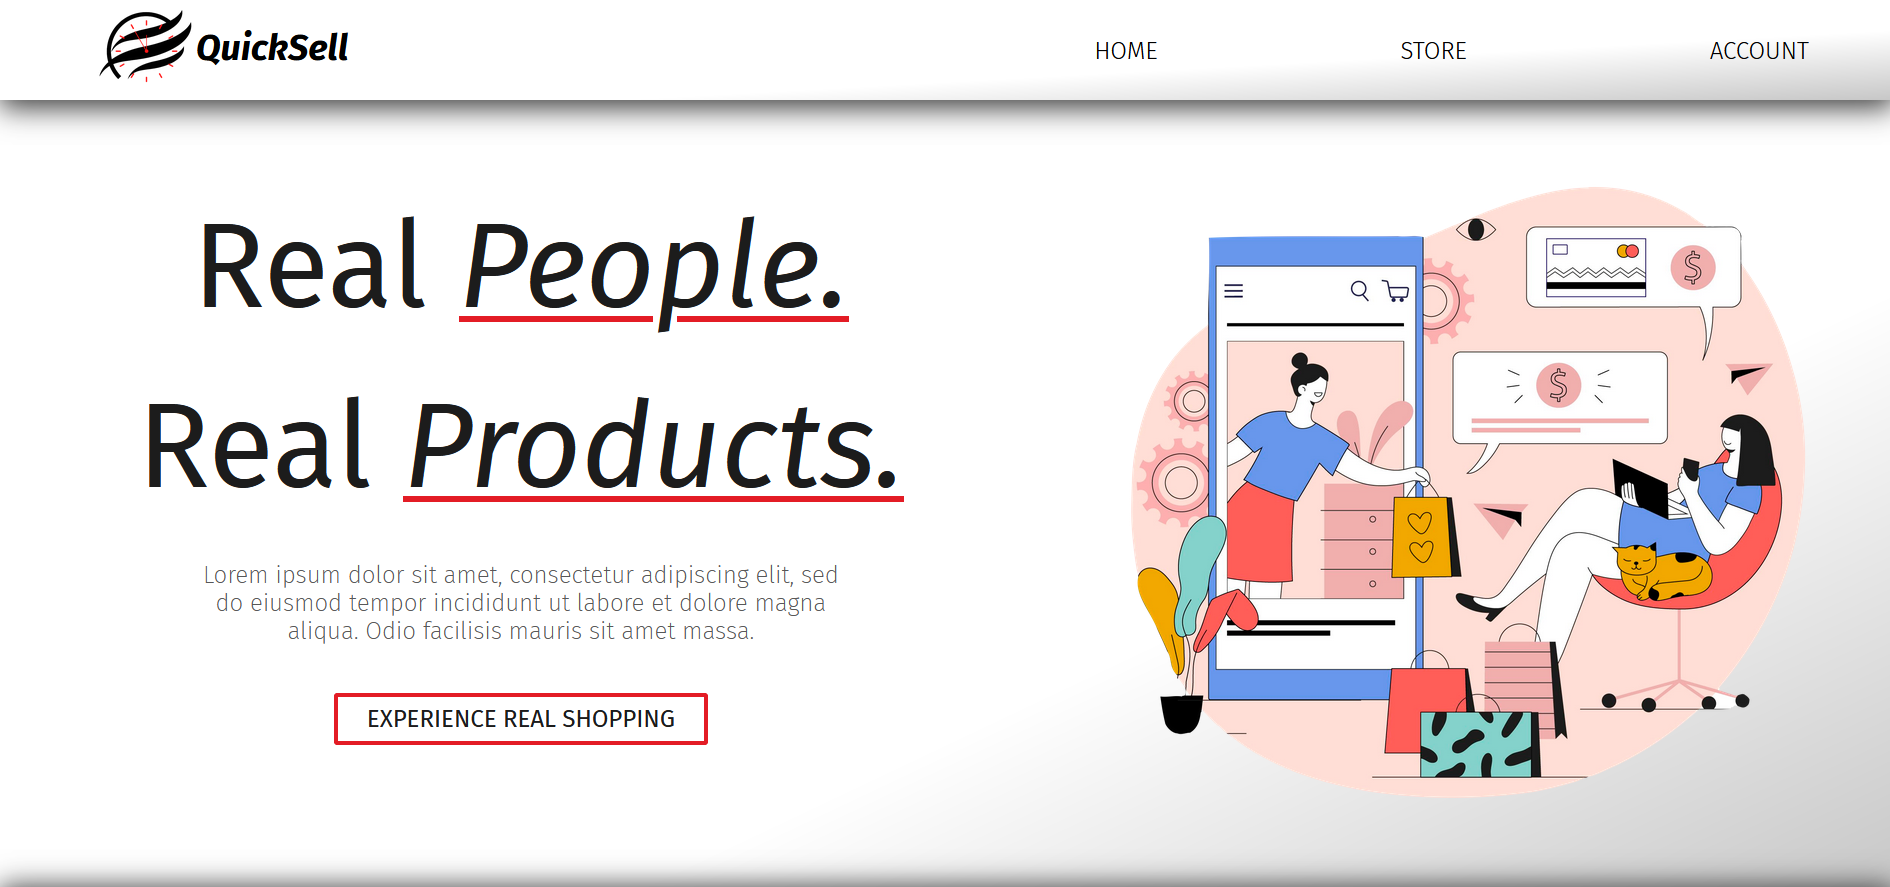 QuickSell
HOME STORE ACCOUNT
Real People.
Real Products.
Lorem ipsum dolor sit amet, consectetur adipiscing elit, sed
do eiusmod tempor incididunt ut labore et dolore magna
aliqua. Odio facilisis mauris sit amet massa.
EXPERIENCE REAL SHOPPING
$
$